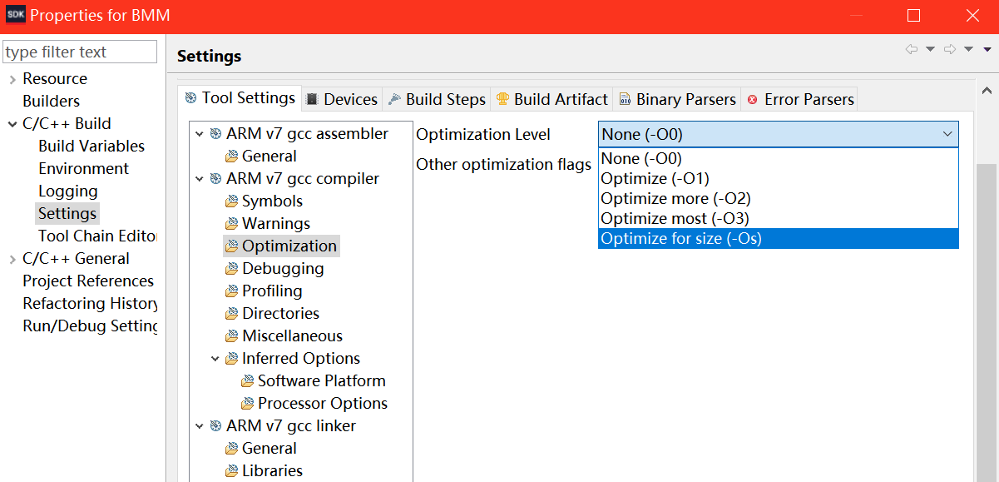 SDK Properties for BMM
type filter text
Resource
Builders
C/C++ Build
Build Variables
Environment
Logging
Settings
Tool Chain Edito
C/C++ General
Project References
Refactoring History
Run/Debug Setting
Settings
Tool Settings Devices Build Steps Build Artifact Binary Parsers Error Parsers
ARM v7 gcc assembler
General
ARM v7 gcc compiler
Symbols
Warnings
Optimization
Debugging
Profiling
Directories
Miscellaneous
Inferred Options
Software Platform
Processor Options
ARM v7 gcc linker
General
Libraries
Optimization Level None (-O0)
Other optimization flags
None (-O0)
Optimize (-O1)
Optimize more (-O2)
Optimize most (-O3)
Optimize for size (-Os)